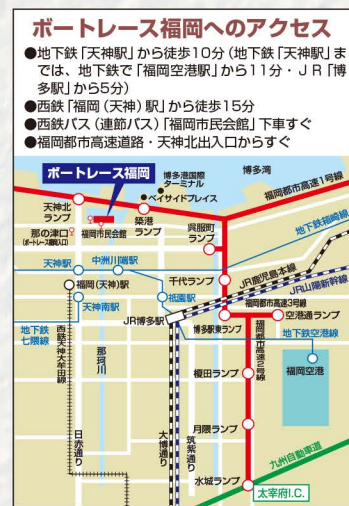 ボートレース福岡へのアクセス
●地下鉄「天神駅」から徒歩10分(地下鉄「天神駅」ま
では、地下鉄で「福岡空港駅」から11分・JR「博
多駅」から5分)
●西鉄「福岡(天神)駅」から徒歩15分
●西鉄バス(連節バス)「福岡市民会館」下車すぐ
●福岡都市高速道路・天神北出入口からすぐ
ボートレース福岡
博多港国際
ターミナル
博多湾
ベイサイドプレイス
福岡都市高速1号線
天神北
ランプ
那の津口
(ボートレース場前入口)
福岡市民会館
築港
ランプ
呉服町
ランプ
地下鉄箱崎線
天神駅
中洲川端駅
千代ランプ
JR鹿児島本線
JR山陽新幹線
福岡(天神)駅
祇園駅
天神南駅
福岡都市高速3号線
JR博多駅
博多駅東ランプ
空港通ランプ
地下鉄
七隈線
西鉄天神大牟田線
那珂川
地下鉄空港線
福岡都市高速2号線
榎田ランプ
福岡空港
月隈ランプ
日赤通り
大博通り
筑紫通り
九州自動車道
水城ランプ
太宰府I.C.